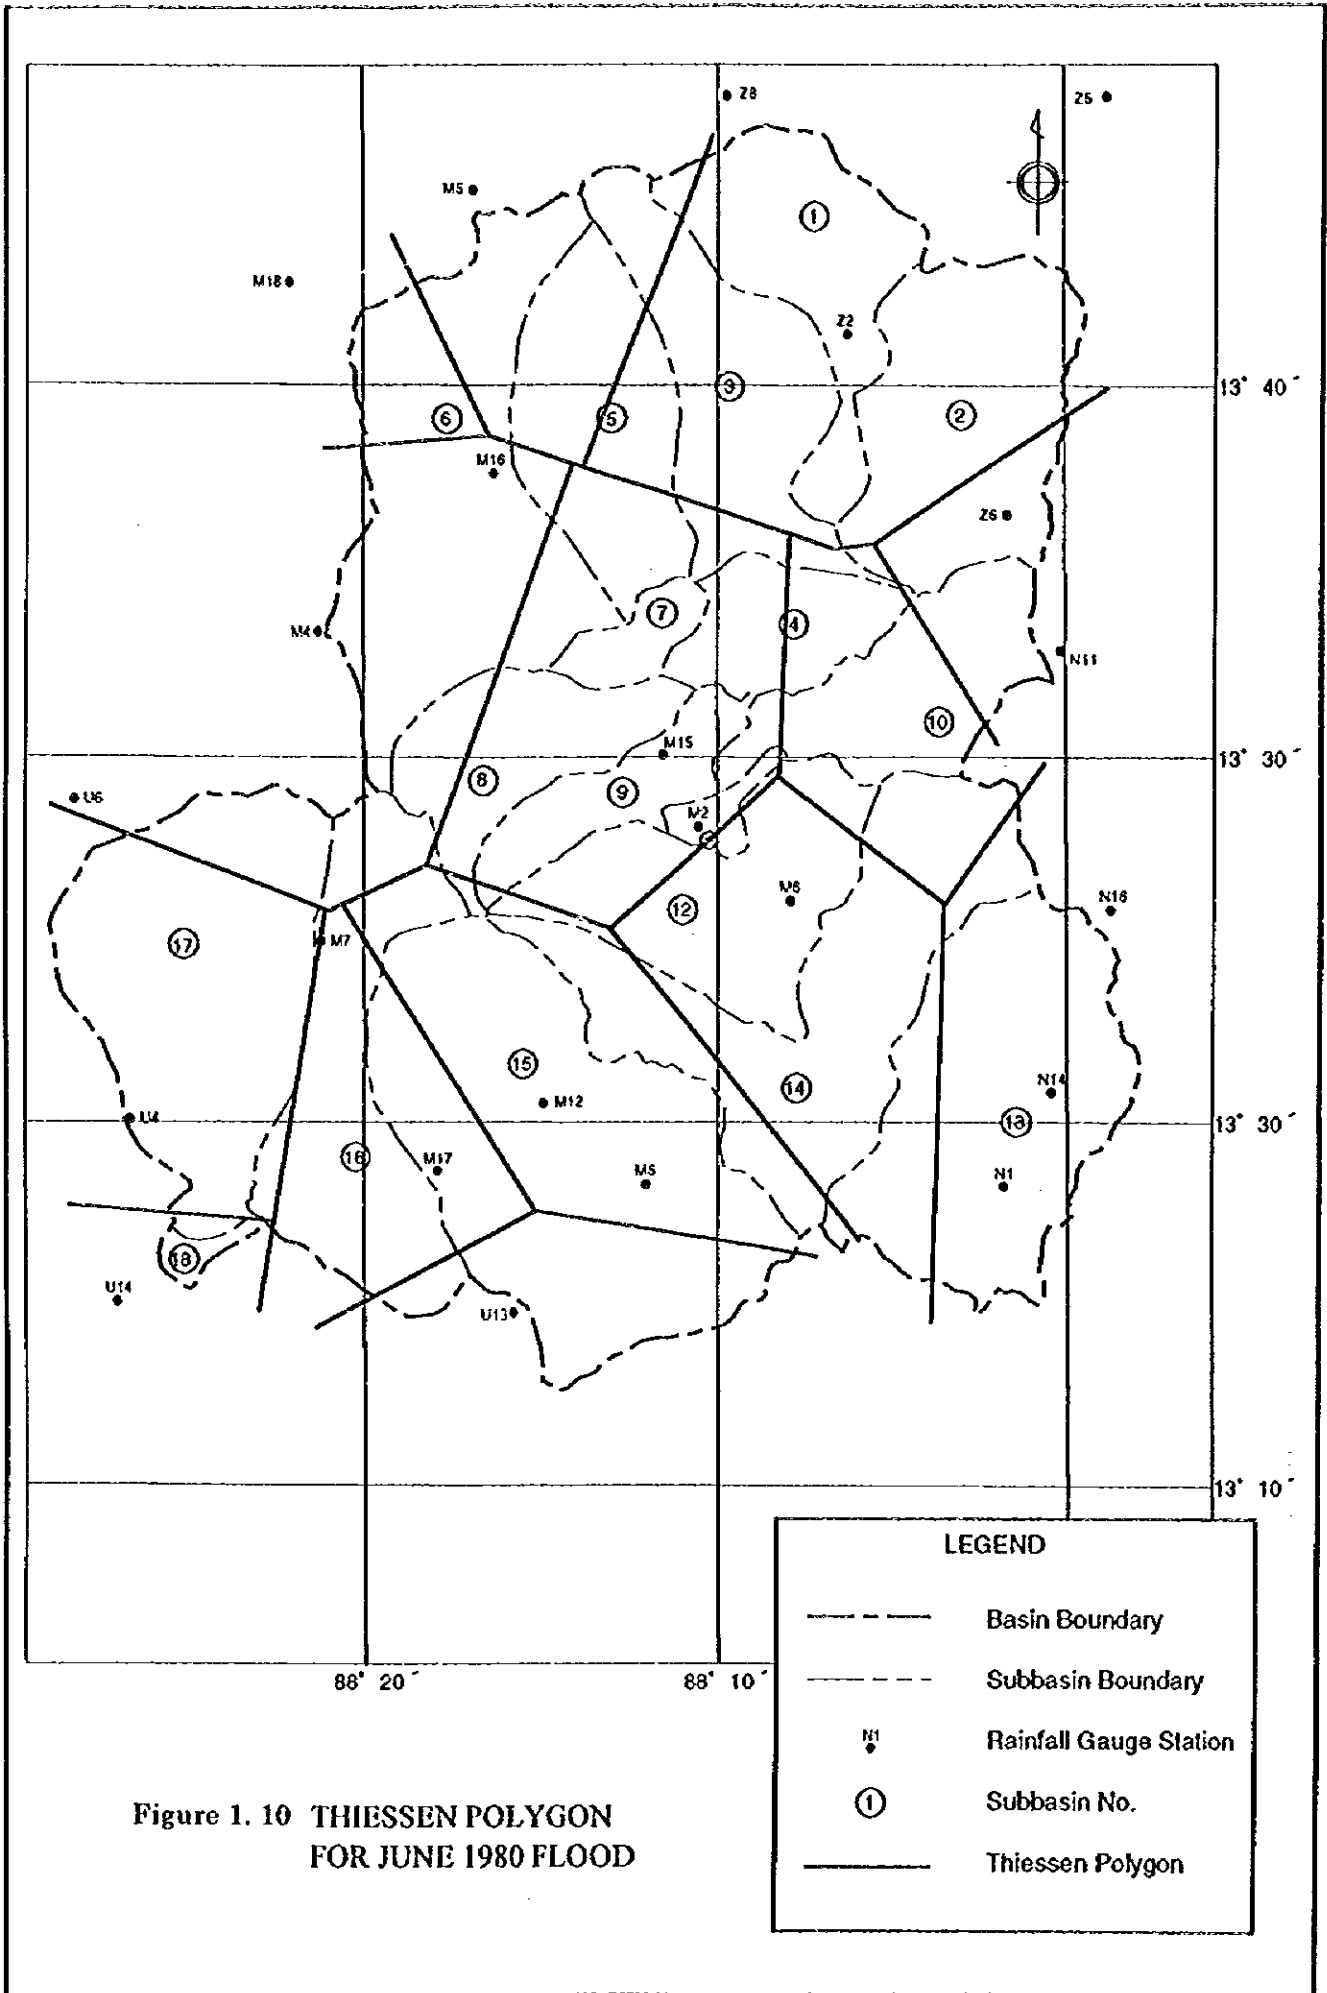 Z8
Z5
M5
1
M18
Z2
13° 40´
3
6
5
2
M16
Z6
7
4
M4
N11
10
M15
13° 30´
8
9
U6
M2
M6
12
N16
17
M7
15
14
N14
M12
13
13° 30´
U4
16
M17
M5
N1
18
U14
U13
13° 10´
LEGEND
Basin Boundary
88° 20´
88° 10´
Subbasin Boundary
N1
Rainfall Gauge Station
1
Subbasin No.
Figure 1. 10 THIESSEN POLYGON
FOR JUNE 1980 FLOOD
Thiessen Polygon